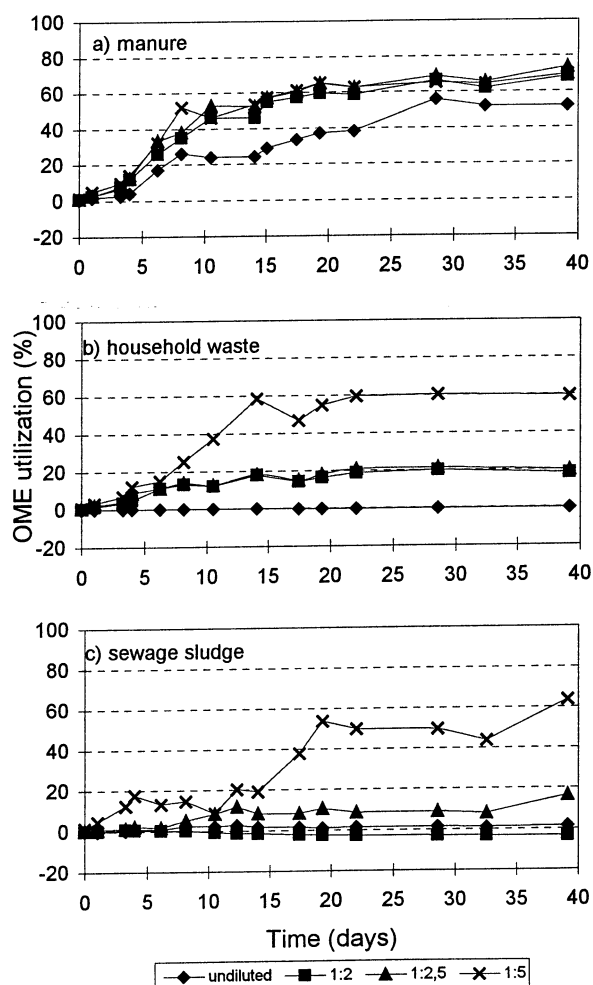 100
80
60
40
20
0
-20
a) manure
0 5 10 15 20 25 30 35 40
100
80
60
40
20
0
-20
b) household waste
0 5 10 15 20 25 30 35 40
OME utilization (%)
100
80
60
40
20
0
-20
c) sewage sludge
0 5 10 15 20 25 30 35 40
Time (days)
undiluted 1:2 1:2,5 1:5